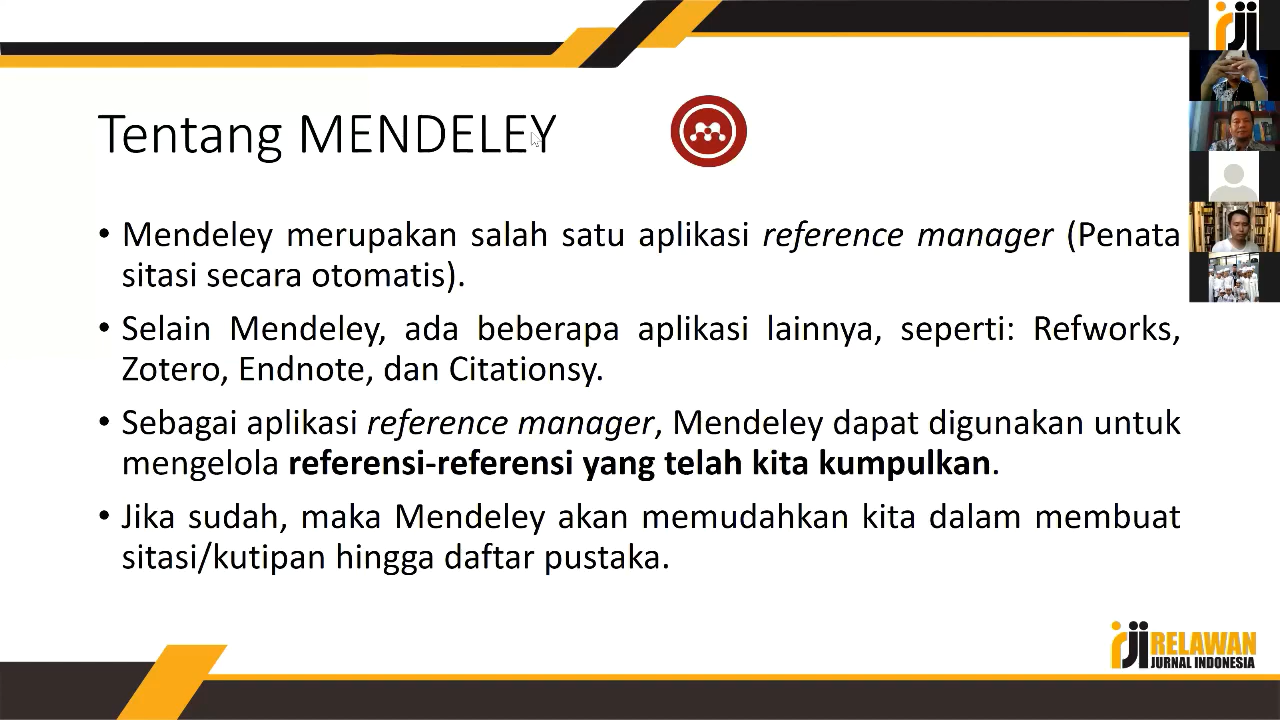 Tentang MENDELEY
• Mendeley merupakan salah satu aplikasi reference manager (Penata
sitasi secara otomatis).
• Selain Mendeley, ada beberapa aplikasi lainnya, seperti: Refworks,
Zotero, Endnote, dan Citationsy.
• Sebagai aplikasi reference manager, Mendeley dapat digunakan untuk
mengelola referensi-referensi yang telah kita kumpulkan.
• Jika sudah, maka Mendeley akan memudahkan kita dalam membuat
sitasi/kutipan hingga daftar pustaka.
rji
rji RELAWAN
JURNAL INDONESIA